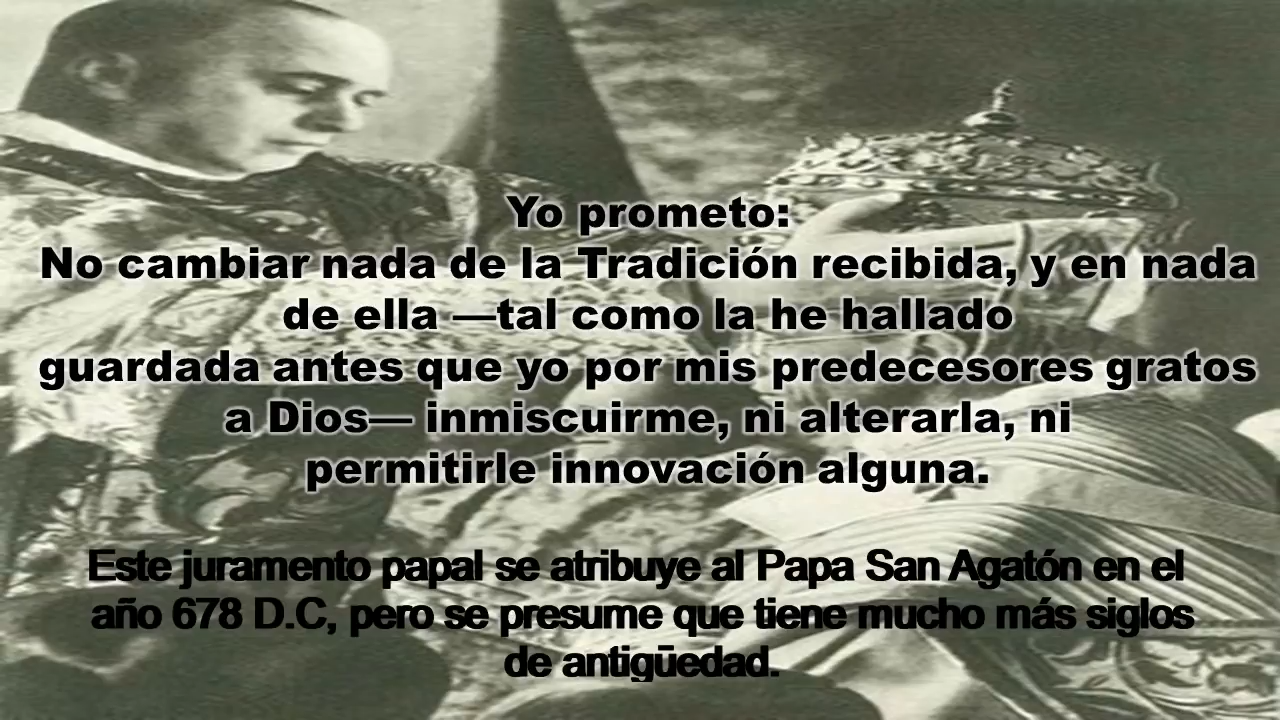 Yo prometo:
No cambiar nada de la Tradición recibida, y en nada
de ella —tal como la he hallado
guardada antes que yo por mis predecesores gratos
a Dios— inmiscuirme, ni alterarla, ni
permitirle innovación alguna.
Este juramento papal se atribuye al Papa San Agatón en el
año 678 D.C, pero se presume que tiene mucho más siglos
de antigüedad.